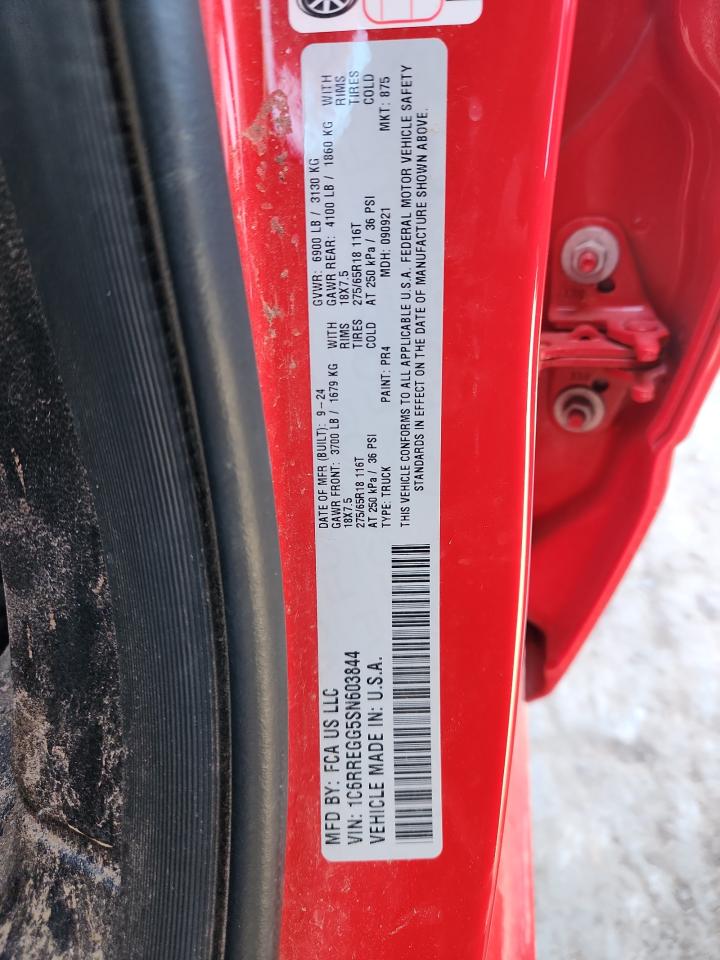 MFD BY: FCA US LLC
VIN: 1C6RREGG5SN603844
VEHICLE MADE IN: U.S.A.
DATE OF MFR (BUILT): 9-24 GVWR: 6900 LB / 3130 KG
GAWR FRONT: 3700 LB / 1679 KG WITH GAWR REAR: 4100 LB / 1860 KG WITH
18X7.5 RIMS 18X7.5 RIMS
275/65R18 116T TIRES 275/65R18 116T TIRES
AT 250 kPa / 36 PSI COLD AT 250 kPa / 36 PSI COLD
TYPE: TRUCK PAINT: PR4 MDH: 090921 MKT: 875
THIS VEHICLE CONFORMS TO ALL APPLICABLE U.S.A. FEDERAL MOTOR VEHICLE SAFETY
STANDARDS IN EFFECT ON THE DATE OF MANUFACTURE SHOWN ABOVE.